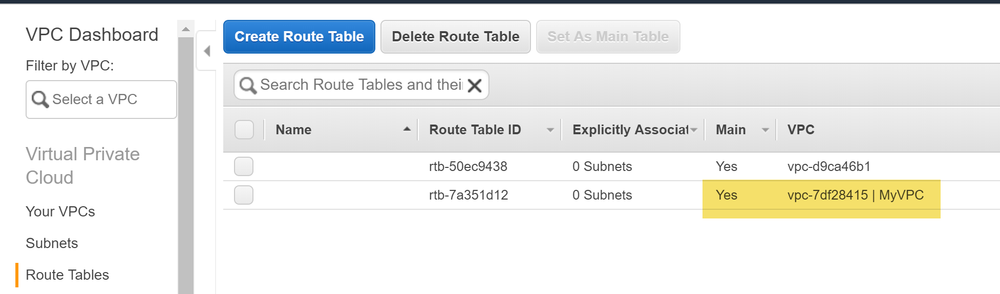 VPC Dashboard
Filter by VPC:
Select a VPC
Virtual Private
Cloud
Your VPCs
Subnets
Route Tables
Create Route Table Delete Route Table Set As Main Table
Search Route Tables and thei
Name Route Table ID Explicitly Associat Main VPC
rtb-50ec9438 0 Subnets Yes vpc-d9ca46b1
rtb-7a351d12 0 Subnets Yes vpc-7df28415 | MyVPC